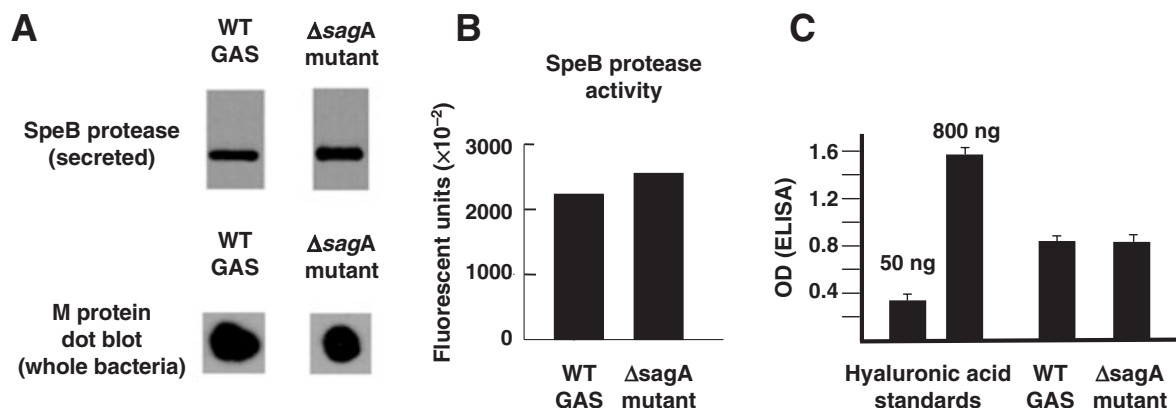 A
WT
GAS
ΔsagA
mutant
SpeB protease
(secreted)
WT
GAS
ΔsagA
mutant
M protein
dot blot
(whole bacteria)
B
SpeB protease
activity
Fluorescent units (×10⁻²)
3000
2000
1000
0
WT
GAS
ΔsagA
mutant
C
OD (ELISA)
1.6
1.2
0.8
0.4
50 ng
800 ng
Hyaluronic acid
standards
WT
GAS
ΔsagA
mutant